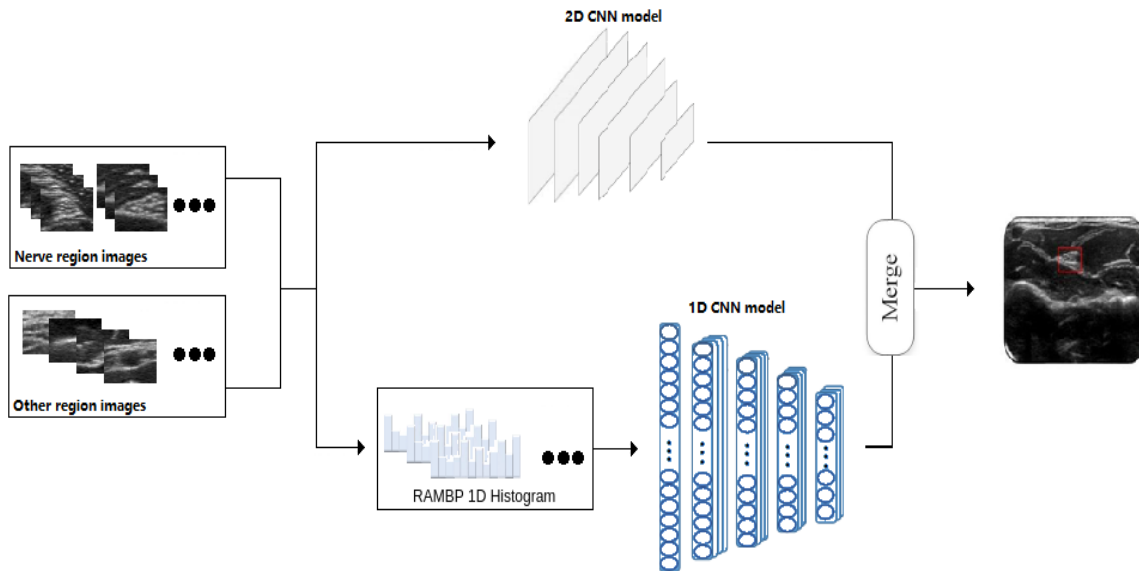 2D CNN model
Nerve region images
Other region images
RAMBP 1D Histogram
1D CNN model
Merge